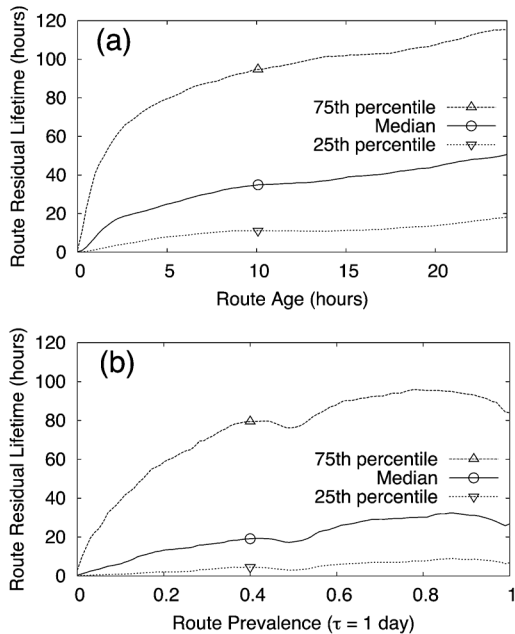 (a)
Route Residual Lifetime (hours)
120
100
80
60
40
20
0
75th percentile
Median
25th percentile
0
5
10
15
20
Route Age (hours)
(b)
Route Residual Lifetime (hours)
120
100
80
60
40
20
0
75th percentile
Median
25th percentile
0
0.2
0.4
0.6
0.8
1
Route Prevalence (τ = 1 day)